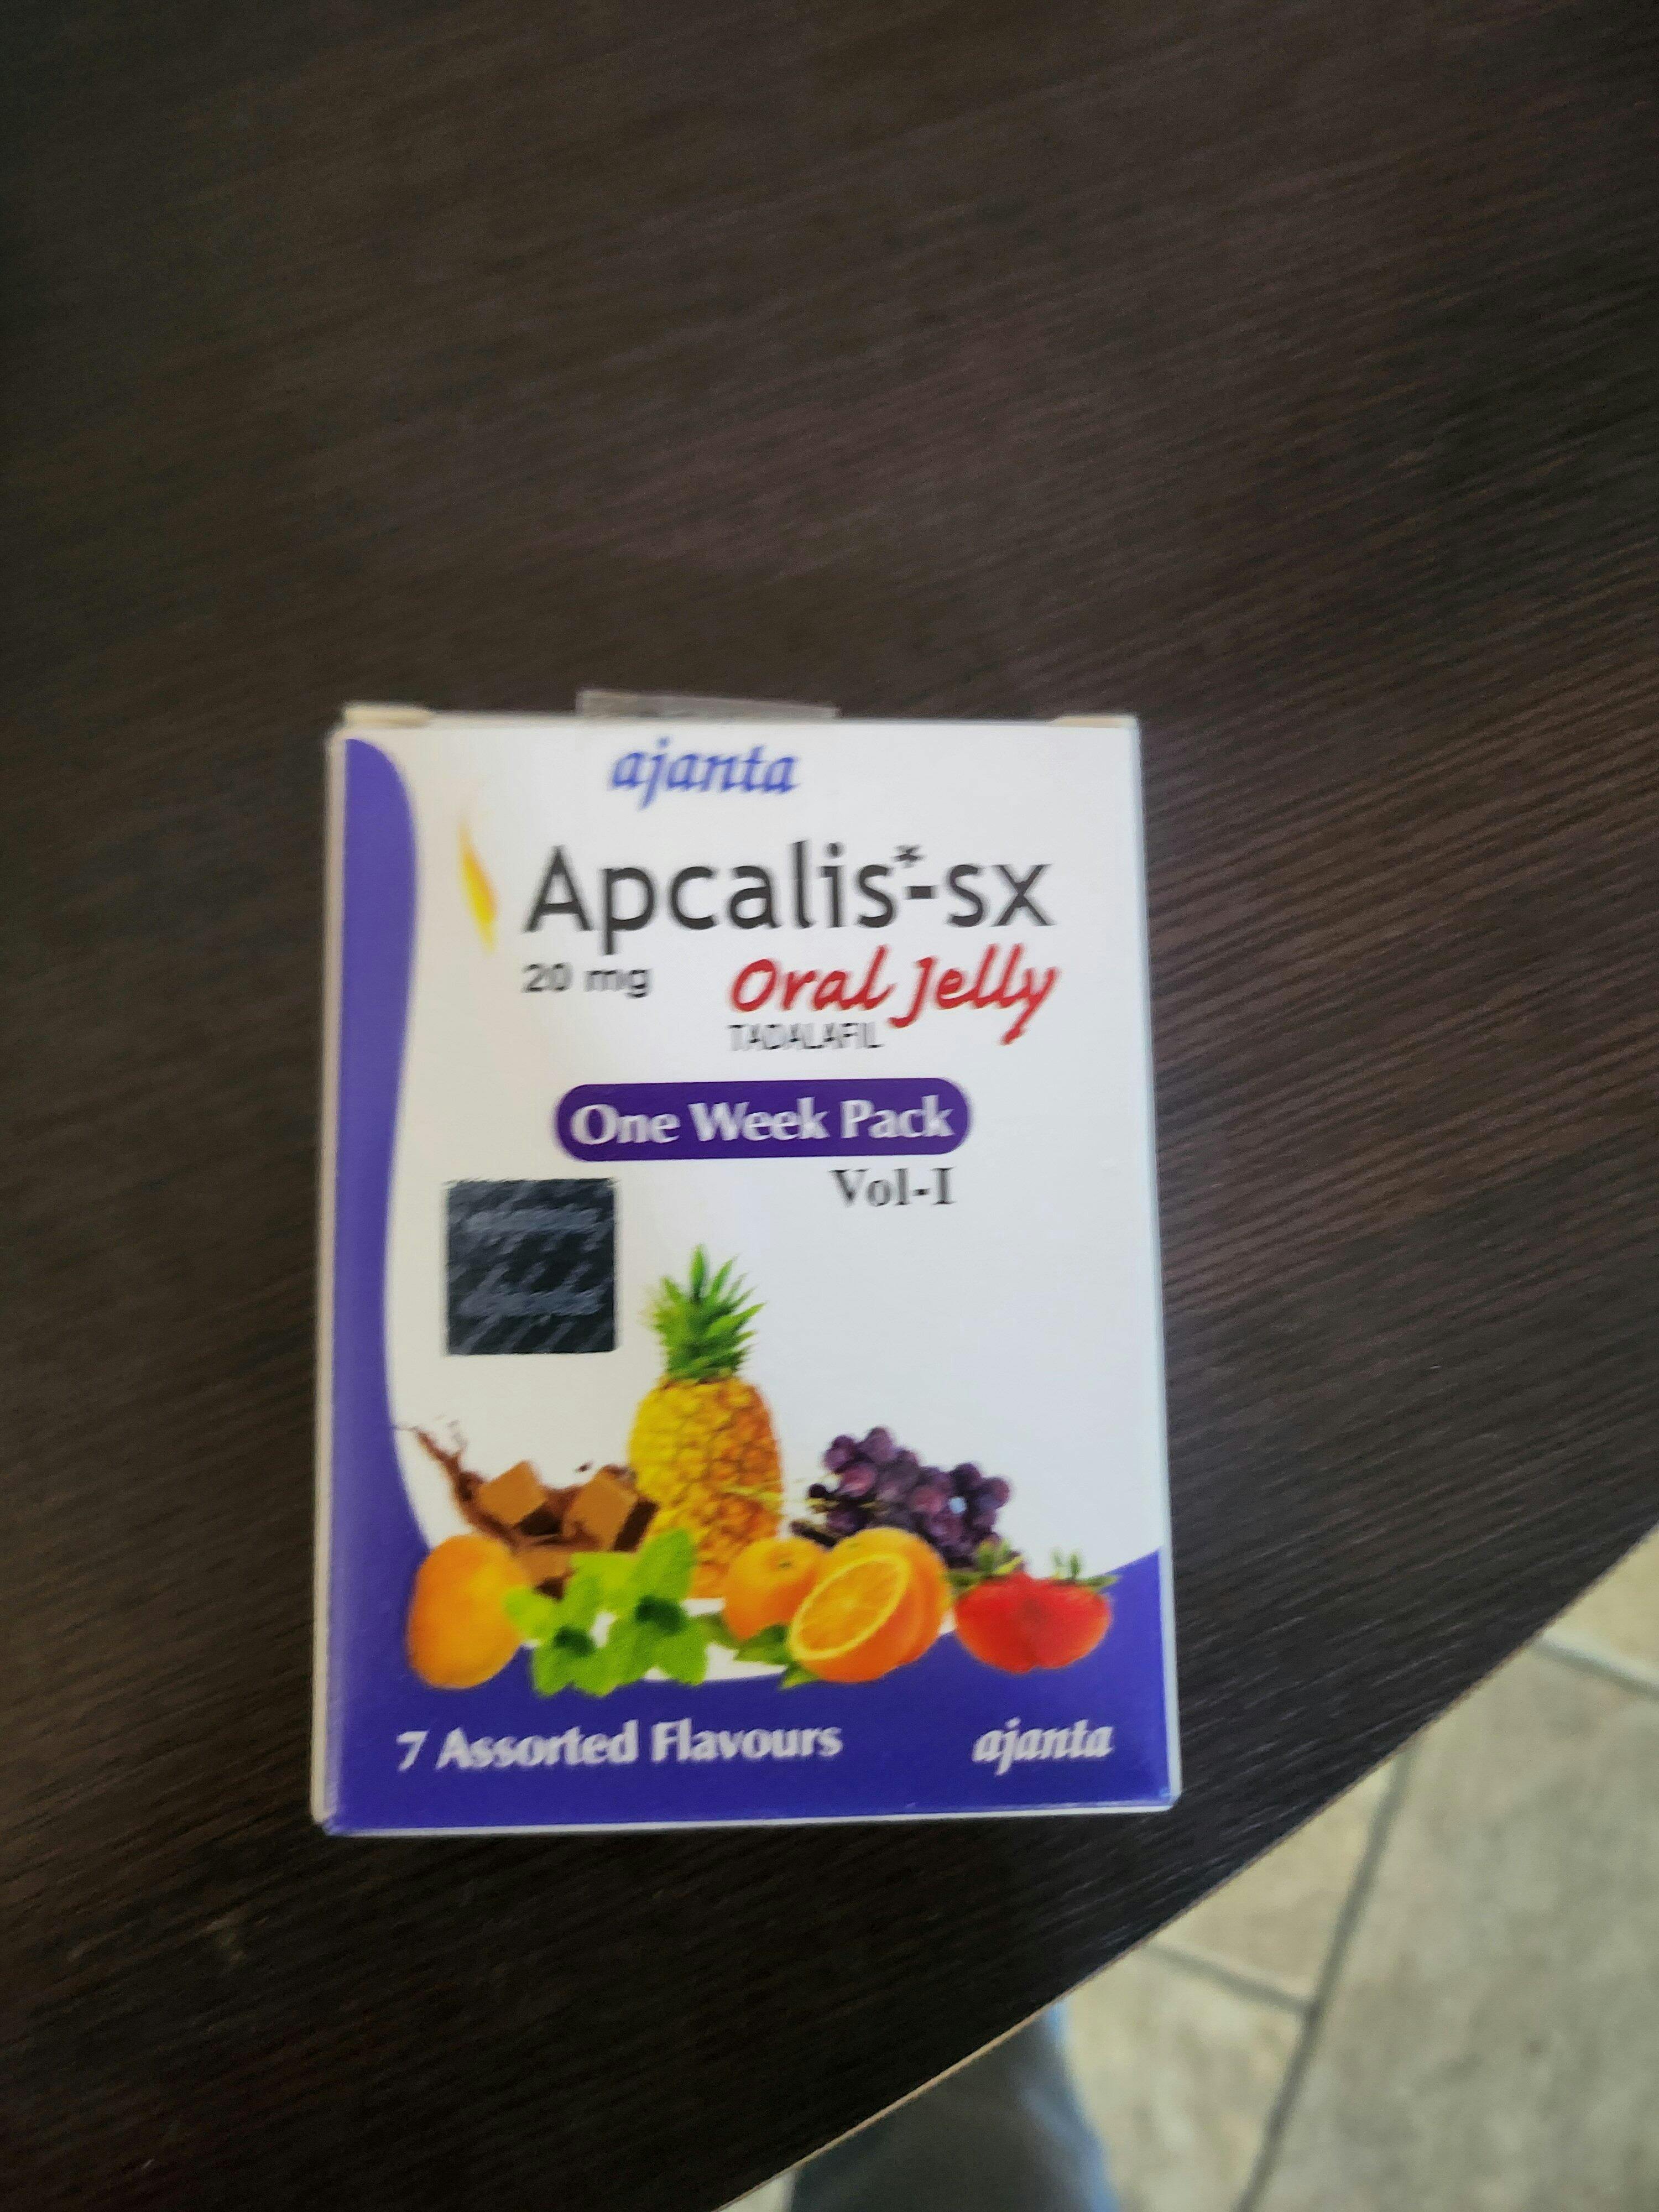 ajanta
Apcalis*-sx
20 mg Oral Jelly
TADALAFIL
One Week Pack
Vol-I
7 Assorted Flavours ajanta